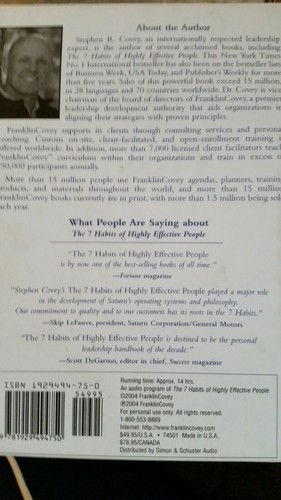 About the Author
Stephen R. Covey, an internationally respected leadership
expert, is the author of several acclaimed books, including
The 7 Habits of Highly Effective People. This New York Times
No. 1 International bestseller has also been on the bestseller lists
of Business Week, USA Today, and Publisher's Weekly for more
than five years. Sales of this powerful book exceed 15 million,
in 28 languages and 70 countries worldwide. Dr. Covey is vice
chairman of the board of directors of FranklinCovey, a premier
leadership development authority that aids organizations in
aligning their strategies with proven principles.
FranklinCovey supports its clients through consulting services and personal
coaching. Custom on-site, client-facilitated, and open-enrollment training
offered worldwide. In addition, more than 7,000 licensed client facilitators teach
FranklinCovey" curriculum within their organizations and train in excess of
50,000 participants annually.
More than 15 million people use FranklinCovey agendas, planners, training
products, and materials throughout the world, and more than 15 million
FranklinCovey books currently are in print, with more than 1.5 million being sold
each year.
What People Are Saying about
The 7 Habits of Highly Effective People
"The 7 Habits of Highly Effective People
is by now one of the best-selling books of all time."
—Fortune magazine
"Stephen Covey's The 7 Habits of Highly Effective People played a major role
in the development of Saturn's operating systems and philosophy.
Our commitment to quality and to our customers has its roots in the 7 Habits."
—Skip LeFauve, president, Saturn Corporation/General Motors
"The 7 Habits of Highly Effective People is destined to be the personal
leadership handbook of the decade."
—Scott DeGarmo, editor in chief, Success magazine
ISBN 1929494-75-0
54995
9 781929 494750
Running time: Approx. 14 hrs.
An audio program of The 7 Habits of Highly Effective People.
©2004 FranklinCovey
℗2004 FranklinCovey
For personal use only. All rights reserved.
1-800-553-8889
Internet: http://www.franklincovey.com
$49.95/U.S. • 74501 Made in U.S.A.
$78.95/CANADA
Distributed by Simon & Schuster Audio